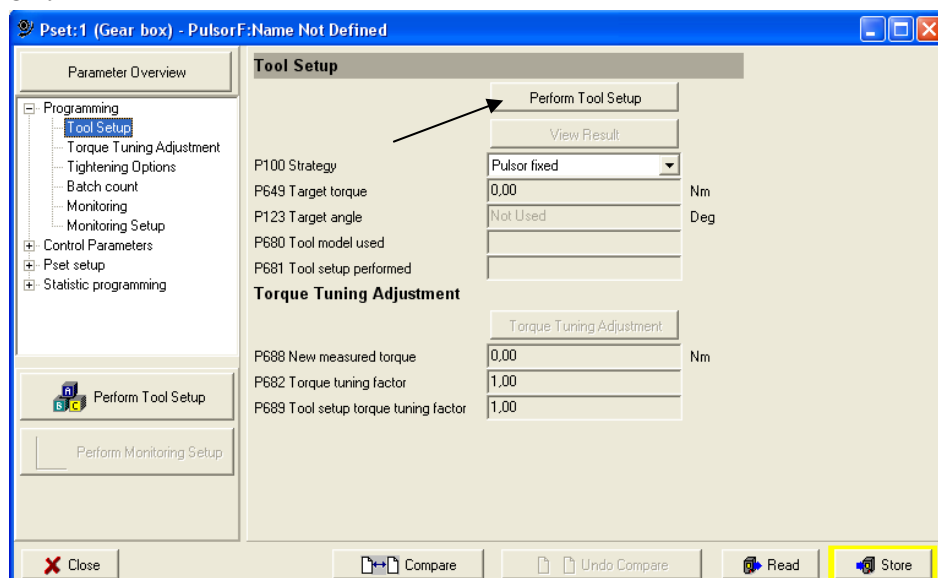 Pset:1 (Gear box) - PulsorF:Name Not Defined
Parameter Overview
Programming
Tool Setup
Torque Tuning Adjustment
Tightening Options
Batch count
Monitoring
Monitoring Setup
Control Parameters
Pset setup
Statistic programming
Perform Tool Setup
Perform Monitoring Setup
Tool Setup
Perform Tool Setup
View Result
P100 Strategy Pulsor fixed
P649 Target torque 0,00 Nm
P123 Target angle Not Used Deg
P680 Tool model used
P681 Tool setup performed
Torque Tuning Adjustment
Torque Tuning Adjustment
P688 New measured torque 0,00 Nm
P682 Torque tuning factor 1,00
P689 Tool setup torque tuning factor 1,00
Close Compare Undo Compare Read Store